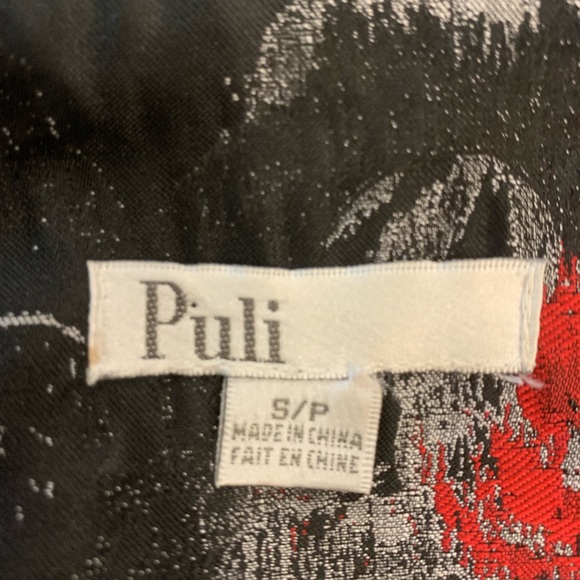 Puli
S/P
MADE IN CHINA
FAIT EN CHINE